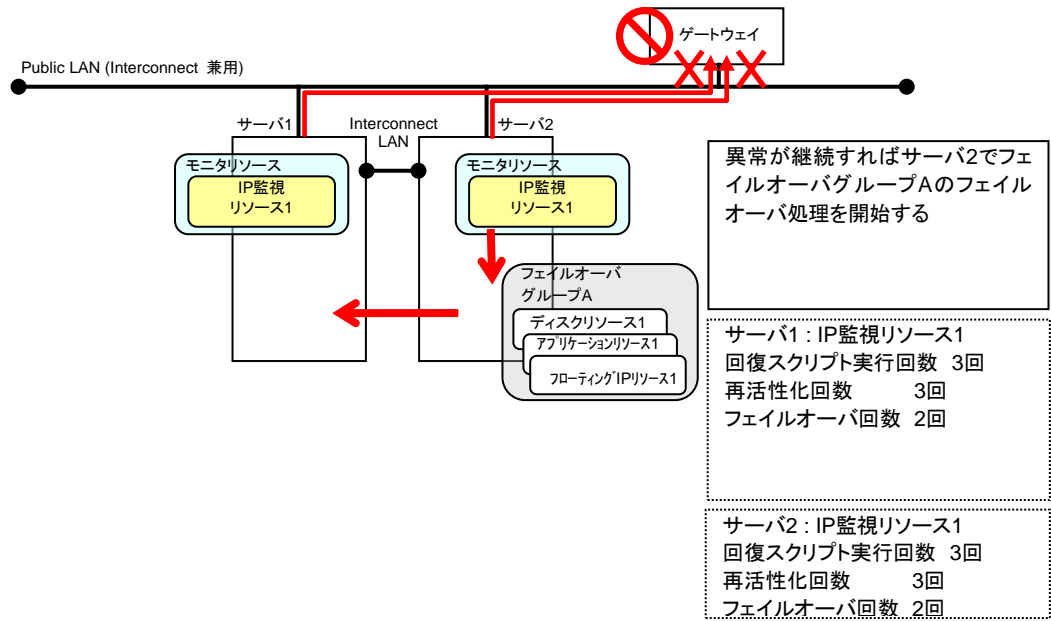 ゲートウェイ
Public LAN (Interconnect 兼用)
サーバ1
Interconnect
LAN
サーバ2
モニタリソース
IP監視
リソース1
モニタリソース
IP監視
リソース1
フェイルオーバ
グループA
ディスクリソース1
アプリケーションリソース1
フローティングIPリソース1
異常が継続すればサーバ2でフェ
イルオーバグループAのフェイル
オーバ処理を開始する
サーバ1 : IP監視リソース1
回復スクリプト実行回数 3回
再活性化回数 3回
フェイルオーバ回数 2回
サーバ2 : IP監視リソース1
回復スクリプト実行回数 3回
再活性化回数 3回
フェイルオーバ回数 2回